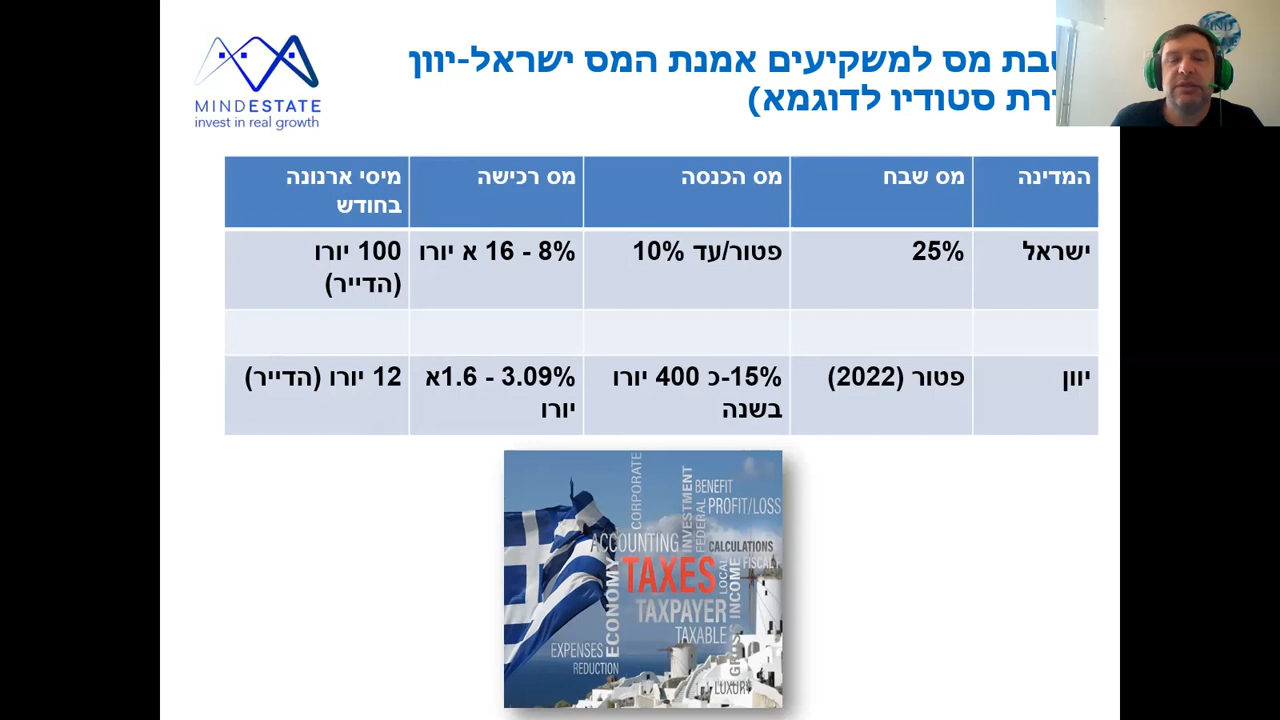 MINDESTATE
invest in real growth
מס למשקיעים אמנת המס ישראל-יוון
סטודיו לדוגמא)
המדינה
מס שבח
מס הכנסה
מס רכישה
מיסי ארנונה
בחודש
ישראל
25%
פטור/עד 10%
8% - 16 א יורו
100 יורו
(הדייר)
יוון
פטור (2022)
15%-כ 400 יורו
בשנה
3.09% - 1.6א
יורו
12 יורו (הדייר)
CORPORATE
INVESTMENT
FEDERAL
BENEFIT
PROFIT/LOSS
ACCOUNTING
CALCULATIONS
FISCAL
TAXES
LOCAL
ECONOMY
INCOME
GROSS
TAXPAYER
TAXABLE
EXPENSES
REDUCTION
LUXURY